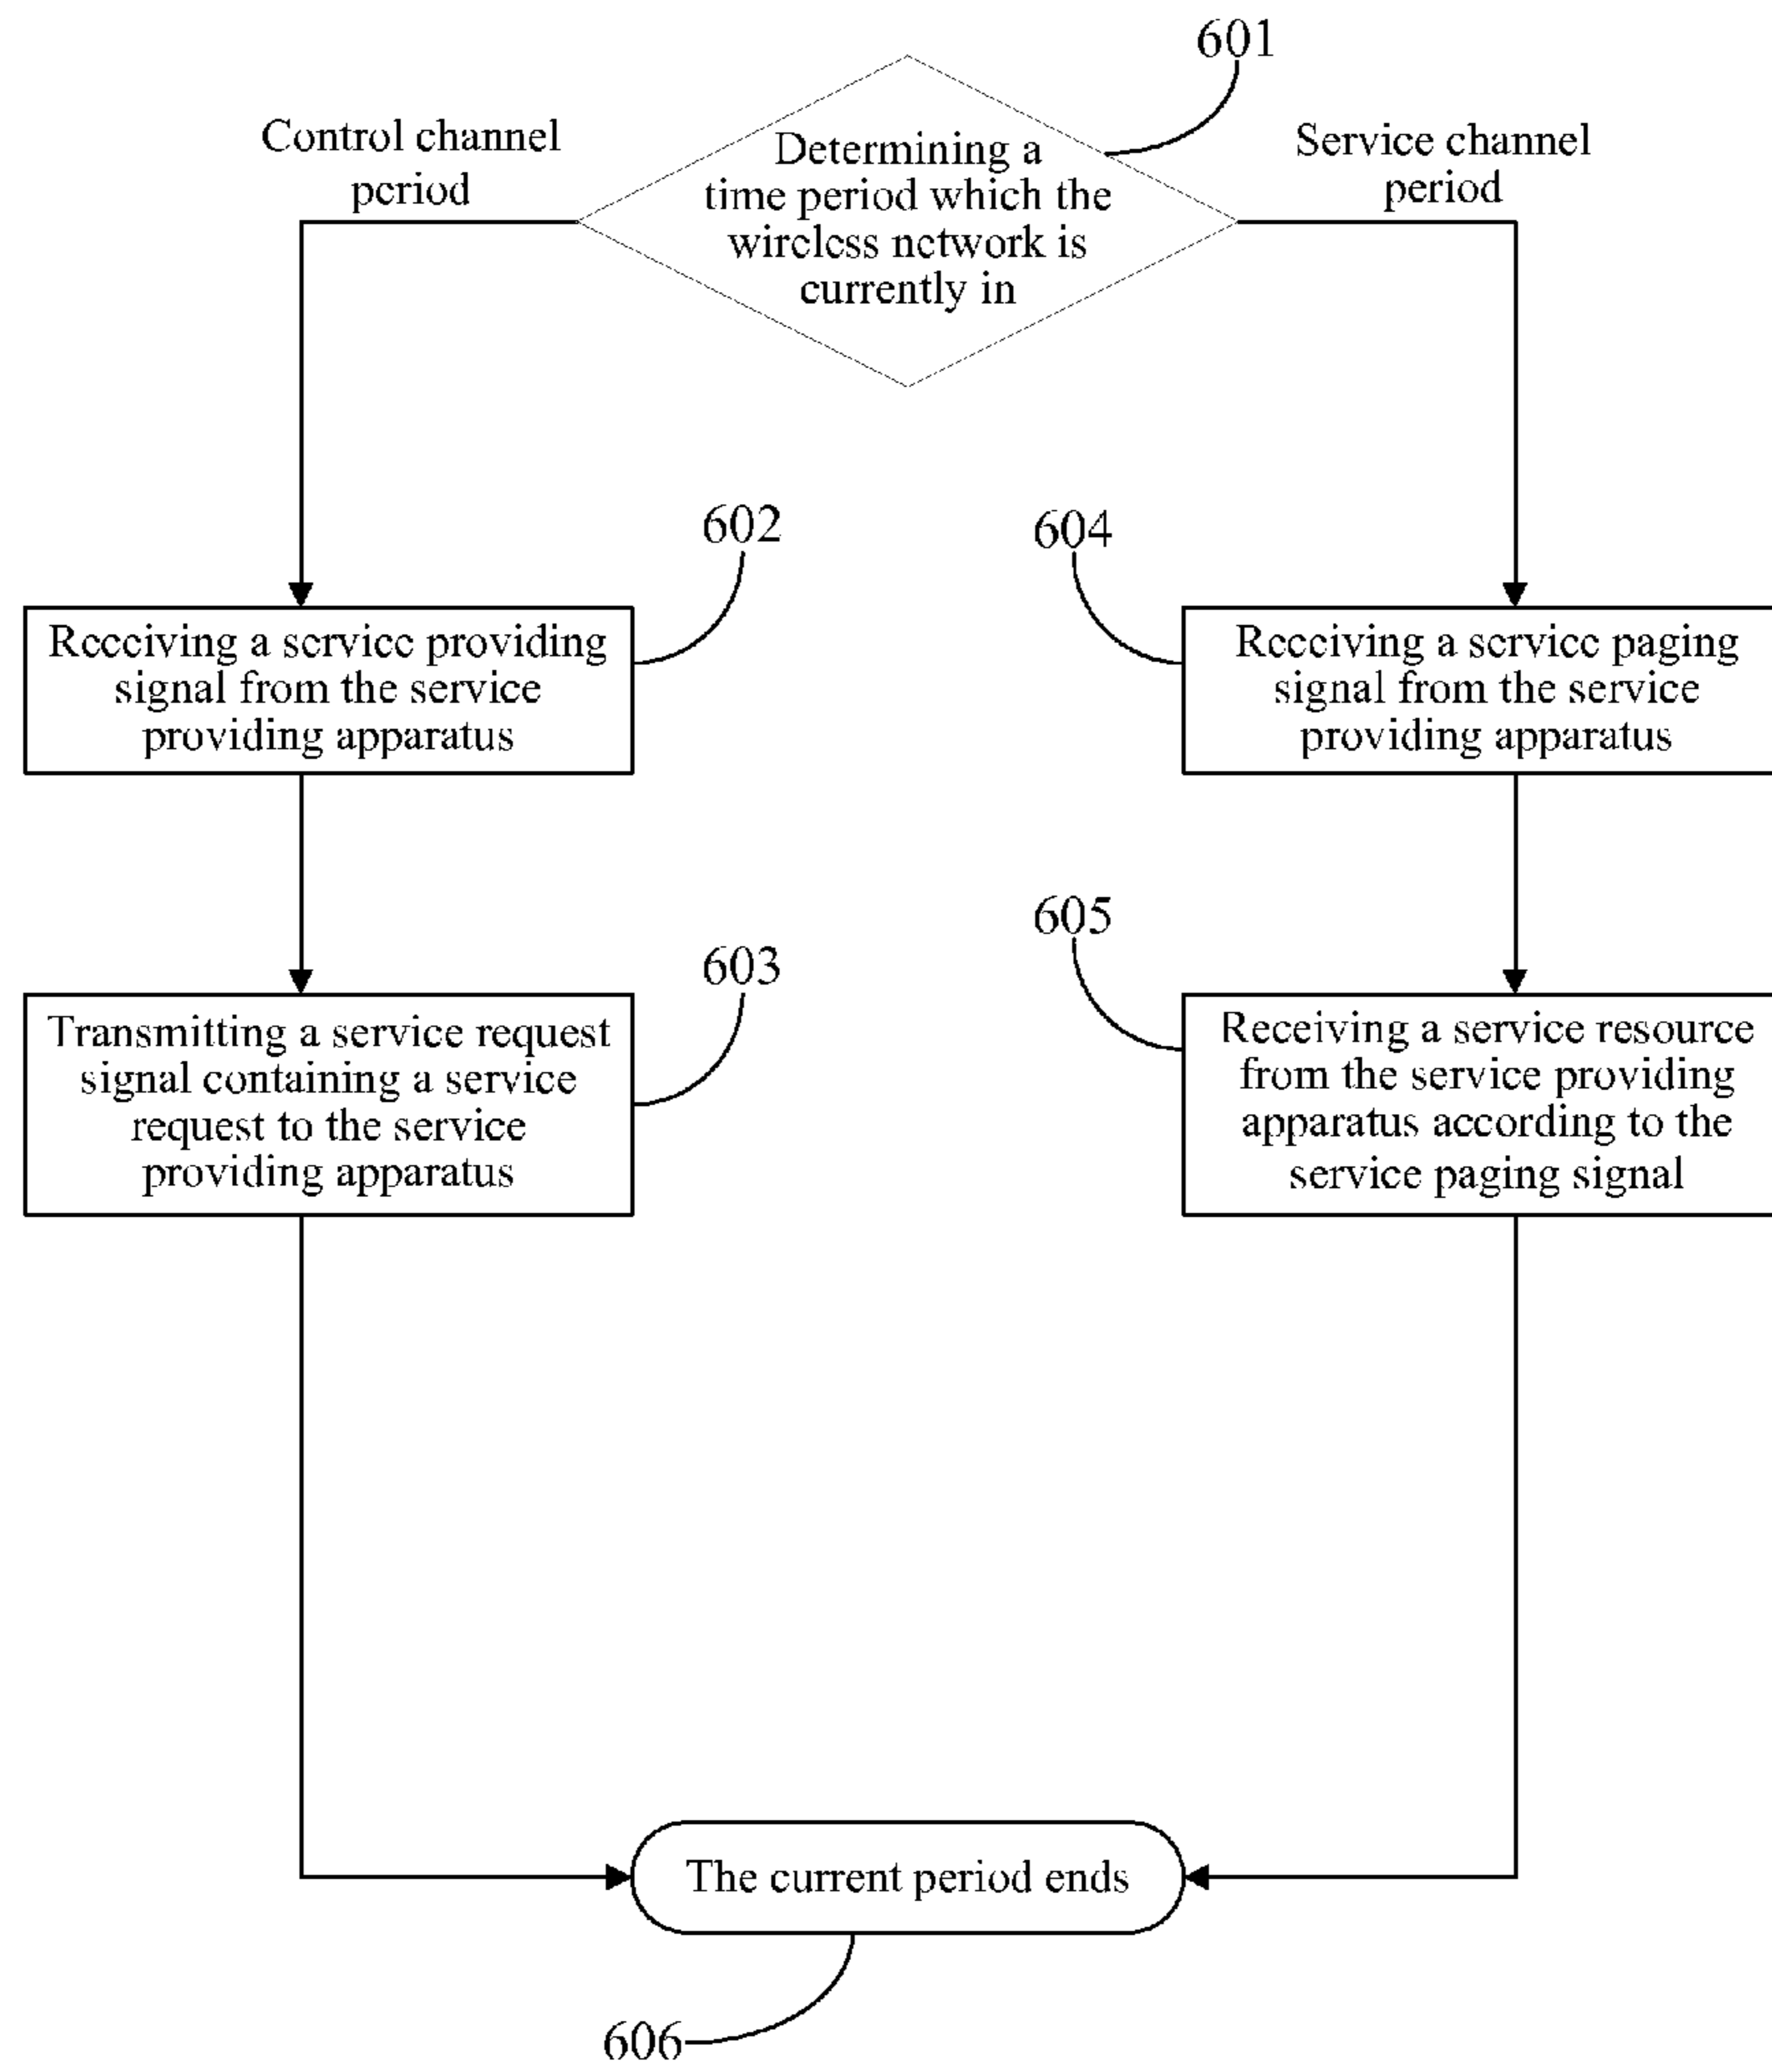 601
Control channel
period
Determining a
time period which the
wireless network is
currently in
Service channel
period
602
604
Receiving a service providing
signal from the service
providing apparatus
Receiving a service paging
signal from the service
providing apparatus
603
605
Transmitting a service request
signal containing a service
request to the service
providing apparatus
Receiving a service resource
from the service providing
apparatus according to the
service paging signal
The current period ends
606